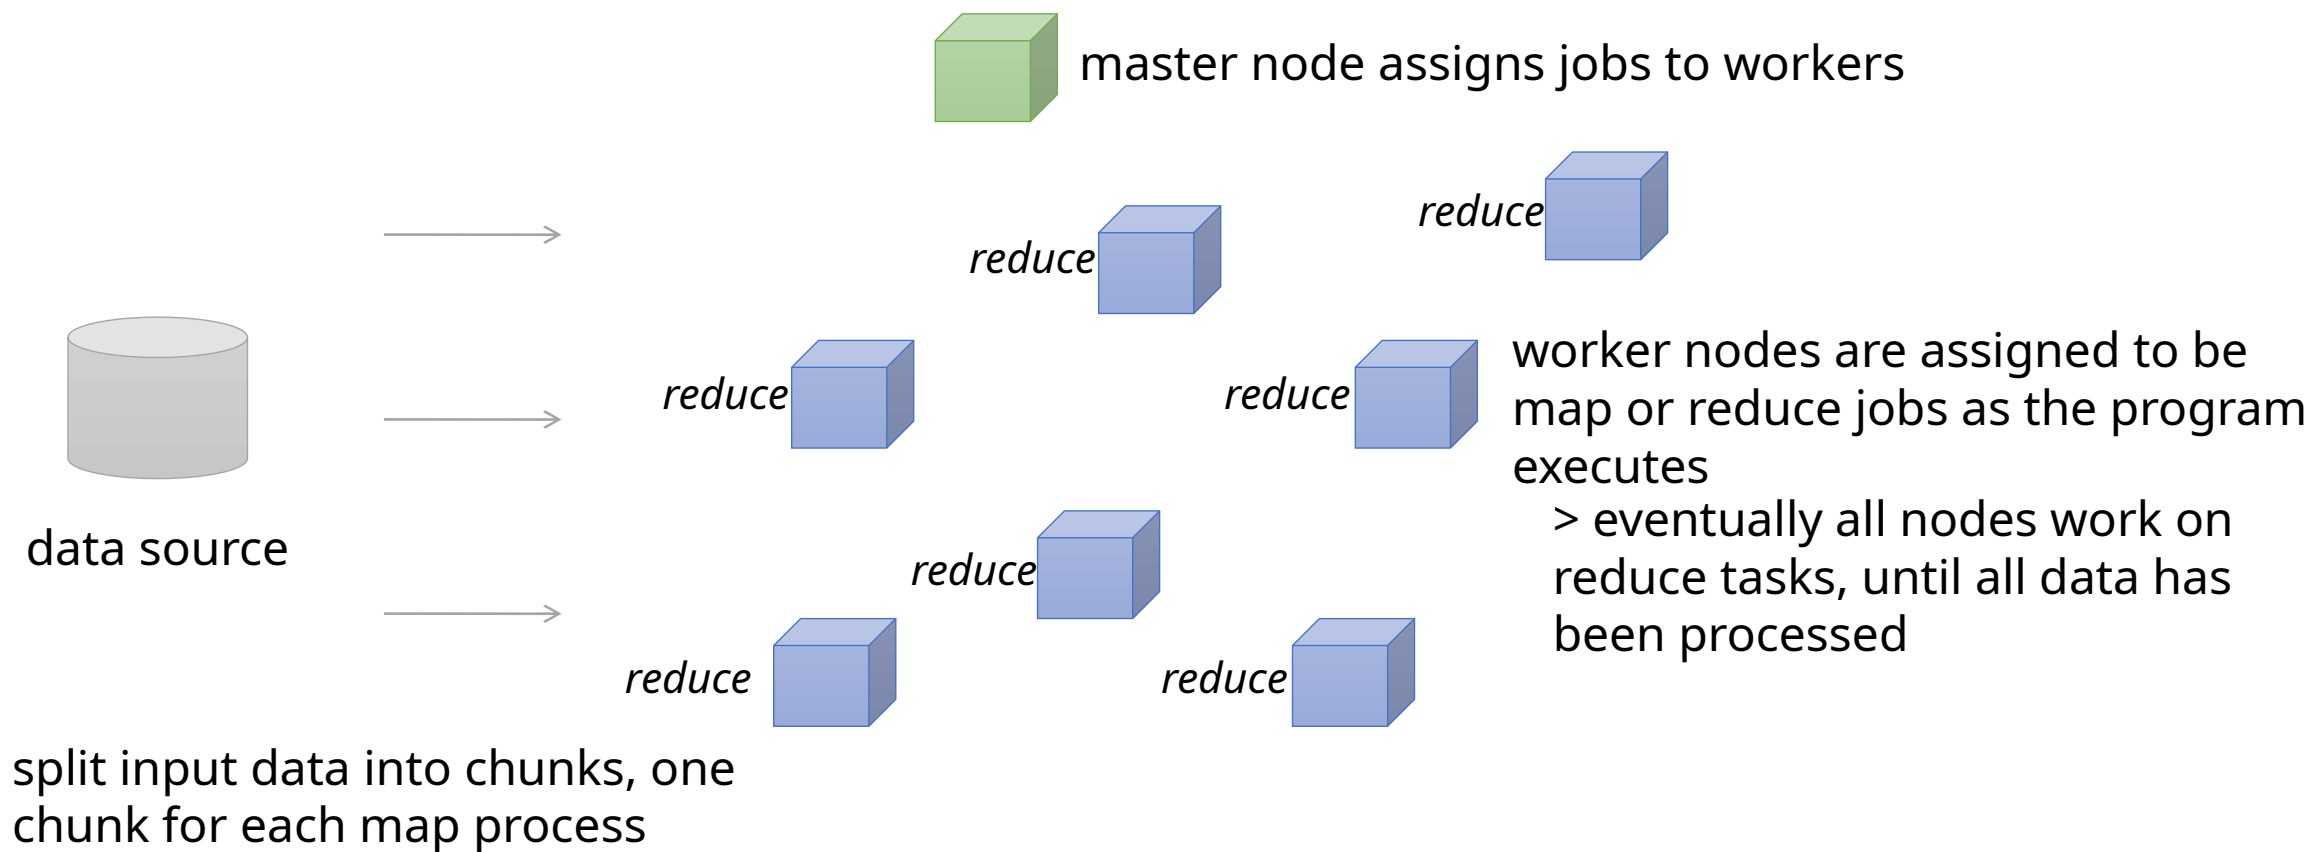 master node assigns jobs to workers
reduce
reduce
reduce
reduce
worker nodes are assigned to be
map or reduce jobs as the program
executes
> eventually all nodes work on
reduce tasks, until all data has
been processed
data source
reduce
reduce
reduce
split input data into chunks, one
chunk for each map process